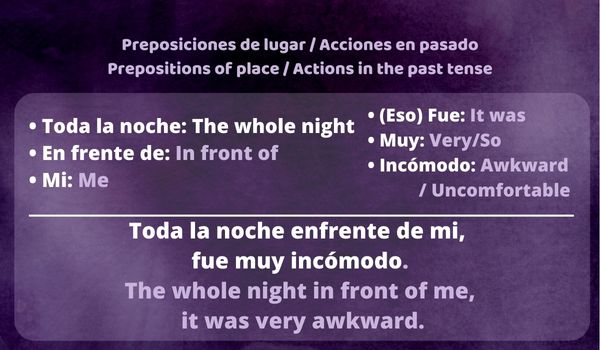 Preposiciones de lugar / Acciones en pasado
Prepositions of place / Actions in the past tense
• Toda la noche: The whole night
• En frente de: In front of
• Mi: Me
• (Eso) Fue: It was
• Muy: Very/So
• Incómodo: Awkward
/ Uncomfortable
Toda la noche enfrente de mi,
fue muy incómodo.
The whole night in front of me,
it was very awkward.